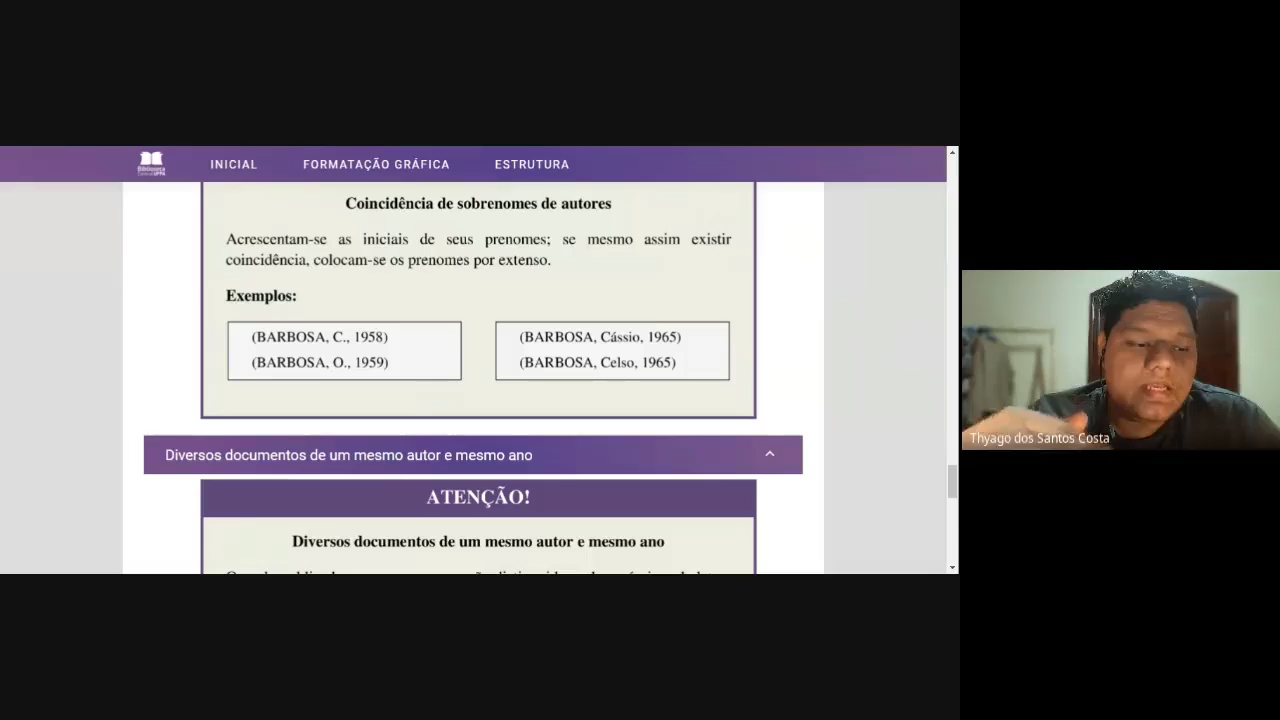 INICIAL FORMATAÇÃO GRÁFICA ESTRUTURA
Coincidência de sobrenomes de autores
Acrescentam-se as iniciais de seus prenomes; se mesmo assim existir
coincidência, colocam-se os prenomes por extenso.
Exemplos:
(BARBOSA, C., 1958)
(BARBOSA, O., 1959)
(BARBOSA, Cássio, 1965)
(BARBOSA, Celso, 1965)
Diversos documentos de um mesmo autor e mesmo ano
ATENÇÃO!
Diversos documentos de um mesmo autor e mesmo ano
Thyago dos Santos Costa